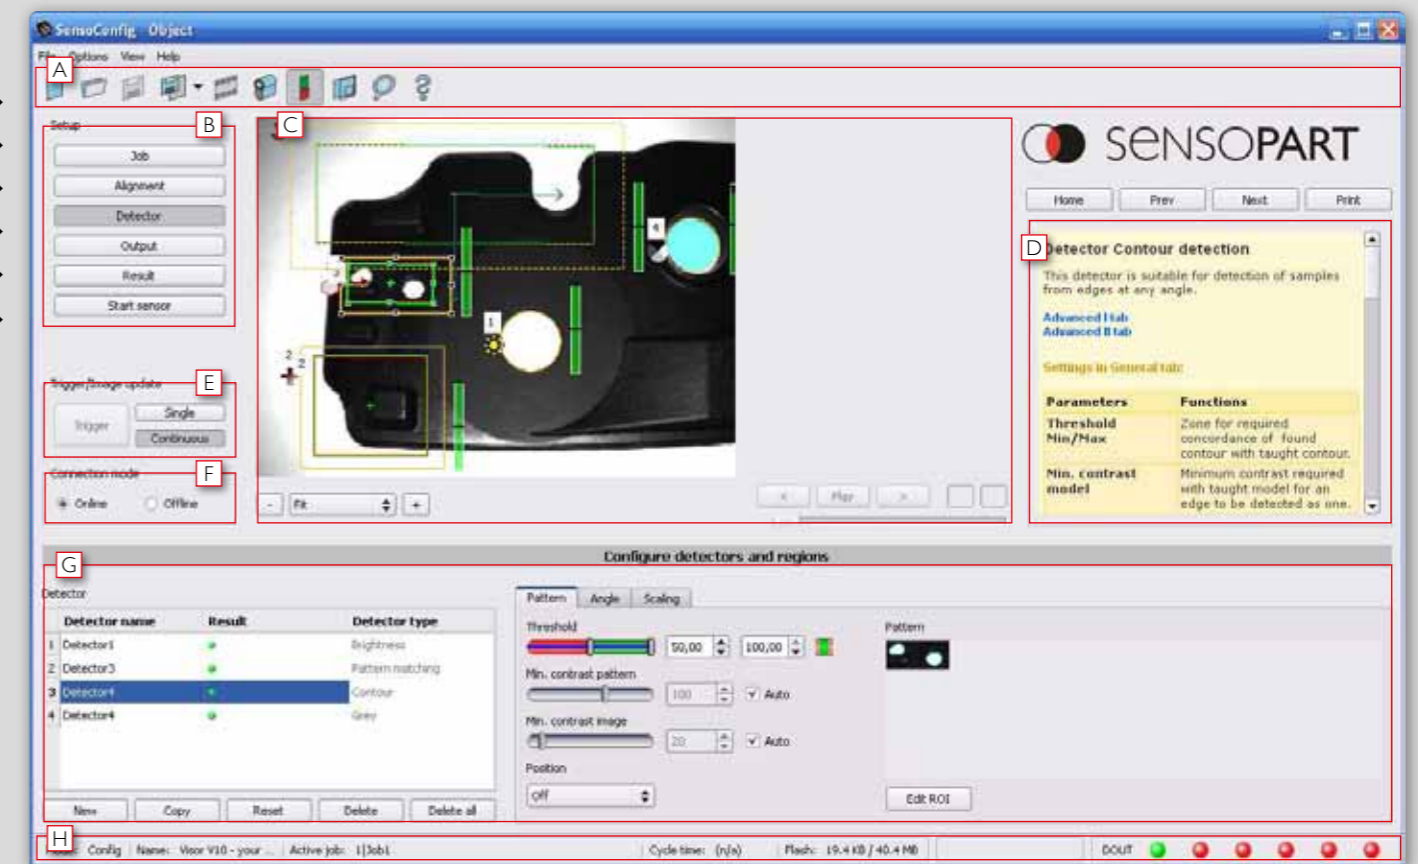 SensoConfig Object
File Options View Help
A
Setup
B
Job
Alignment
Detector
Output
Result
Start sensor
C
4
3
1
2
2
- Fit +
< Play >
SENSOPART
Home Prev Next Print
D
Detector Contour detection
This detector is suitable for detection of samples
from edges at any angle.
Advanced I tab
Advanced II tab
Settings in General tab:
Parameters Functions
Threshold Min/Max
Zone for required
concordance of found
contour with taught contour.
Min. contrast model
Minimum contrast required
with taught model for an
edge to be detected as one.
Trigger/Image update
E
Trigger
Single
Continuous
Connection mode
F
Online Offline
Configure detectors and regions
G
Detector
Detector name Result Detector type
1 Detector1 Brightness
2 Detector3 Pattern matching
3 Detector4 Contour
4 Detector4 Grey
New Copy Reset Delete Delete all
Pattern Angle Scaling
Threshold
50,00 100,00
Min. contrast pattern
100 Auto
Min. contrast image
20 Auto
Position
Off
Pattern
Edit ROI
H
Config Name: Visor V10 - your ... Active job: 1|Job1 Cycle time: (n/a) Flash: 19.4 KB / 40.4 MB DOUT